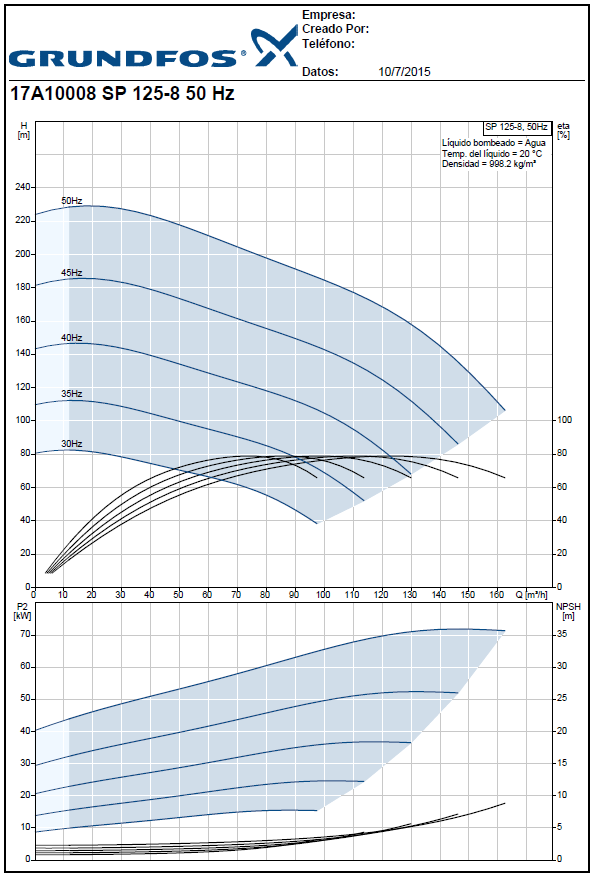 Empresa:
Creado Por:
Teléfono:
GRUNDFOS®
Datos: 10/7/2015
17A10008 SP 125-8 50 Hz
H
[m]
SP 125-8, 50Hz
eta
[%]
Líquido bombeado = Agua
Temp. del líquido = 20 °C
Densidad = 998.2 kg/m³
240
220
200
180
160
140
120
100
80
60
40
20
0
50Hz
45Hz
40Hz
35Hz
30Hz
100
80
60
40
20
0
0 10 20 30 40 50 60 70 80 90 100 110 120 130 140 150 Q [m³/h]
P2
[kW]
NPSH
[m]
70
60
50
40
30
20
10
0
35
30
25
20
15
10
5
0